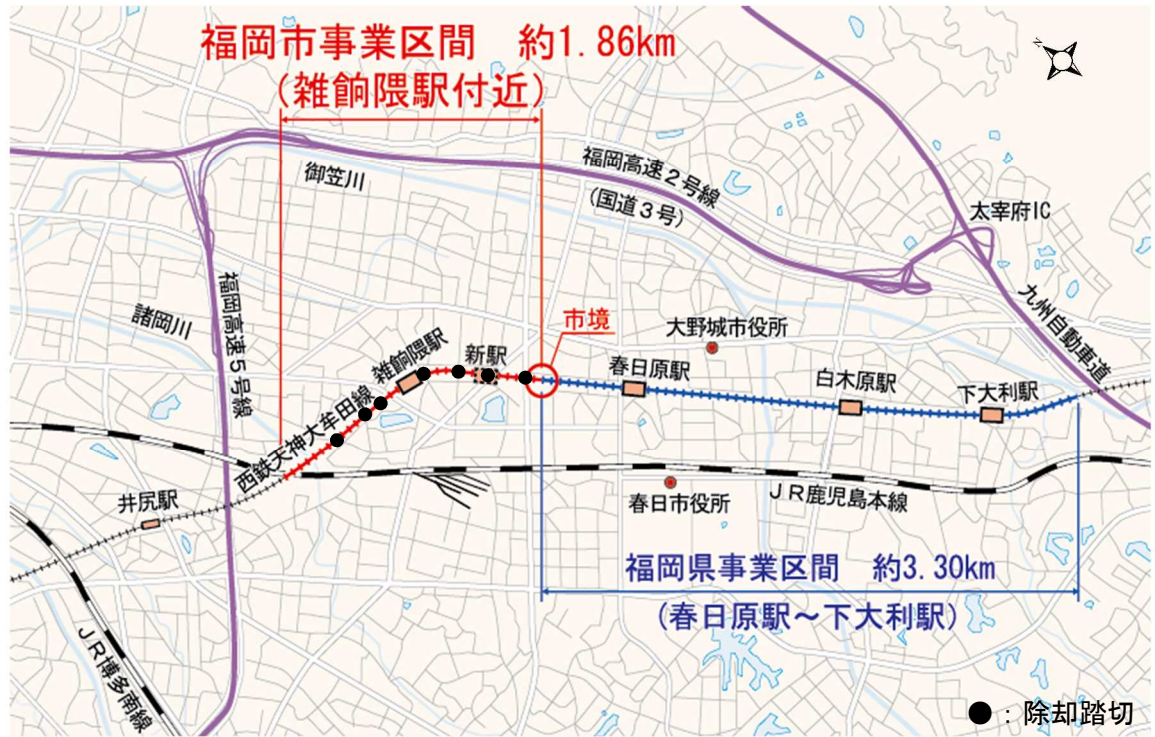 福岡市事業区間　約1.86km
(雑餉隈駅付近)
N
御笠川
福岡高速２号線
(国道３号)
太宰府IC
九州自動車道
諸岡川
福岡高速５号線
雑餉隈駅
新駅
市境
大野城市役所
春日原駅
白木原駅
下大利駅
西鉄天神大牟田線
井尻駅
春日市役所
ＪＲ鹿児島本線
福岡県事業区間　約3.30km
(春日原駅～下大利駅)
ＪＲ博多南線
●：除却踏切